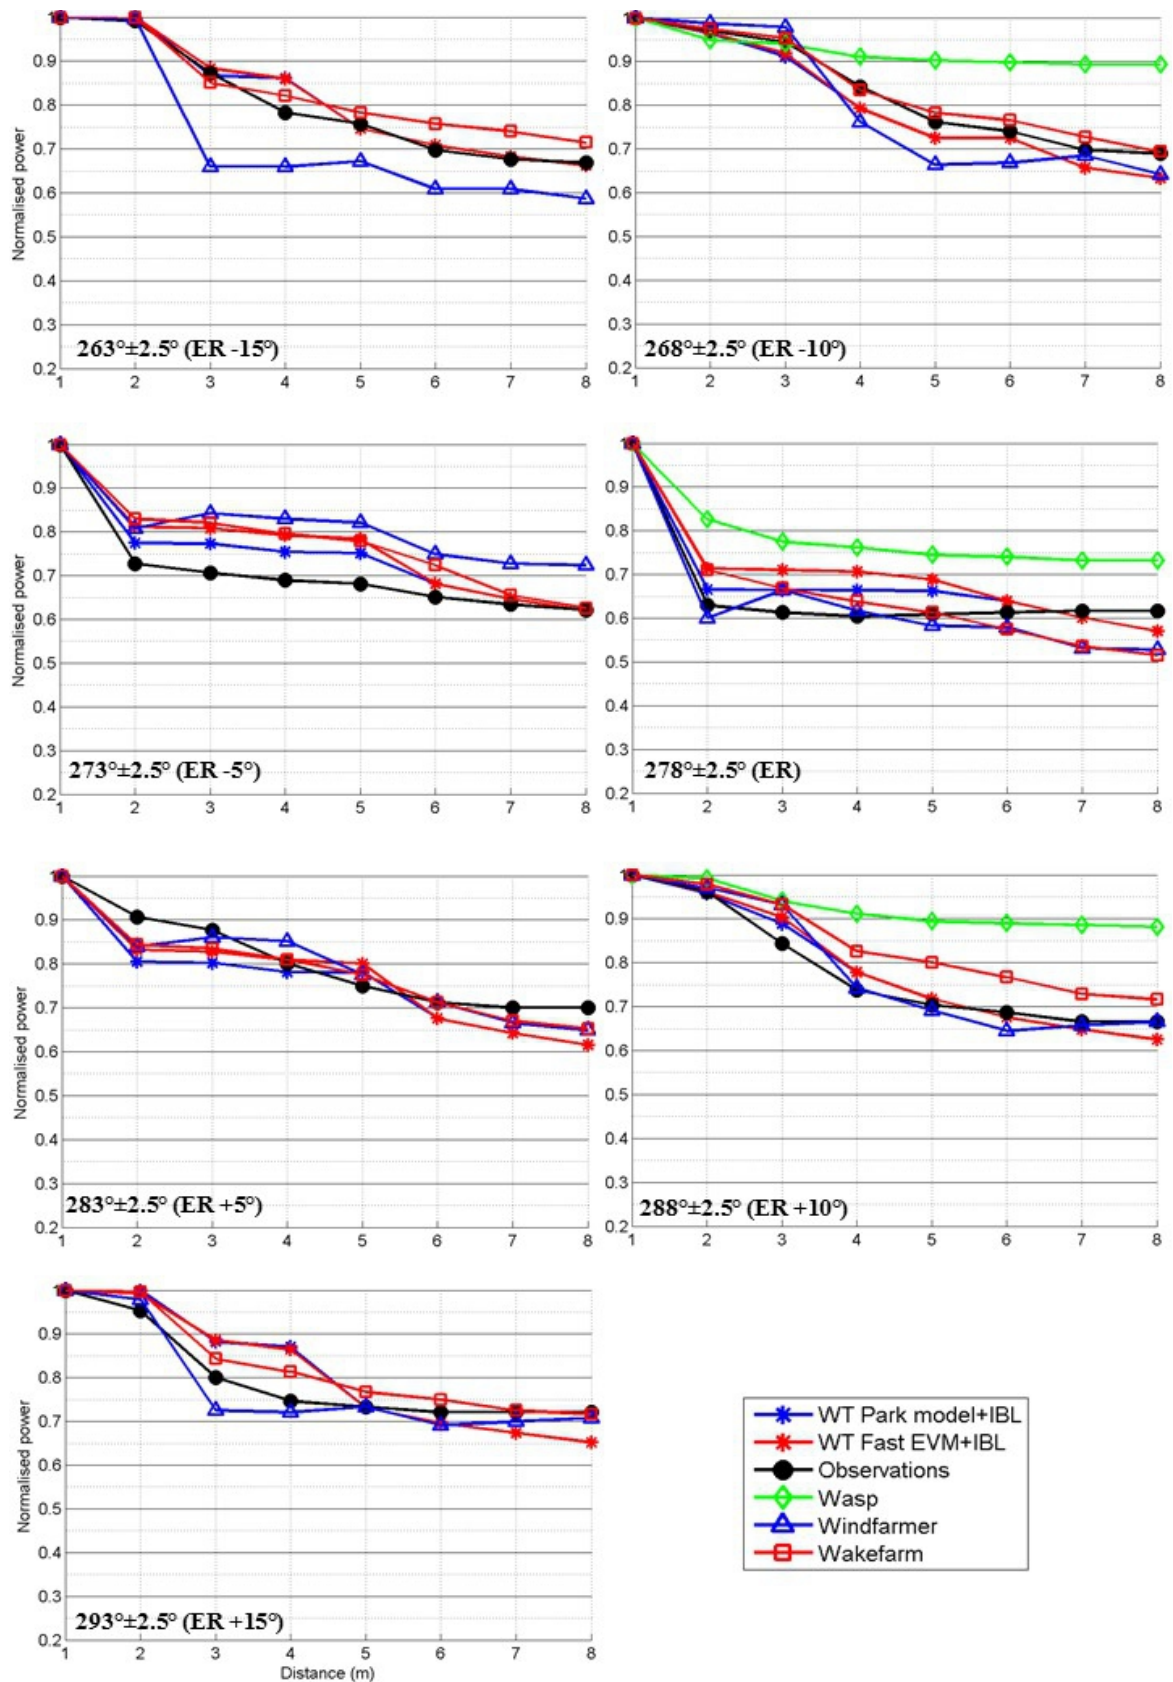 1
0.9
0.8
0.7
0.6
0.5
0.4
0.3
0.2
Normalised power
263°±2.5° (ER -15°)
1 2 3 4 5 6 7 8
1
0.9
0.8
0.7
0.6
0.5
0.4
0.3
0.2
268°±2.5° (ER -10°)
1 2 3 4 5 6 7 8
1
0.9
0.8
0.7
0.6
0.5
0.4
0.3
0.2
Normalised power
273°±2.5° (ER -5°)
1 2 3 4 5 6 7 8
1
0.9
0.8
0.7
0.6
0.5
0.4
0.3
0.2
278°±2.5° (ER)
1 2 3 4 5 6 7 8
1
0.9
0.8
0.7
0.6
0.5
0.4
0.3
0.2
Normalised power
283°±2.5° (ER +5°)
1 2 3 4 5 6 7 8
1
0.9
0.8
0.7
0.6
0.5
0.4
0.3
0.2
288°±2.5° (ER +10°)
1 2 3 4 5 6 7 8
1
0.9
0.8
0.7
0.6
0.5
0.4
0.3
0.2
Normalised power
293°±2.5° (ER +15°)
1 2 3 4 5 6 7 8
Distance (m)
WT Park model+IBL
WT Fast EVM+IBL
Observations
Wasp
Windfarmer
Wakefarm